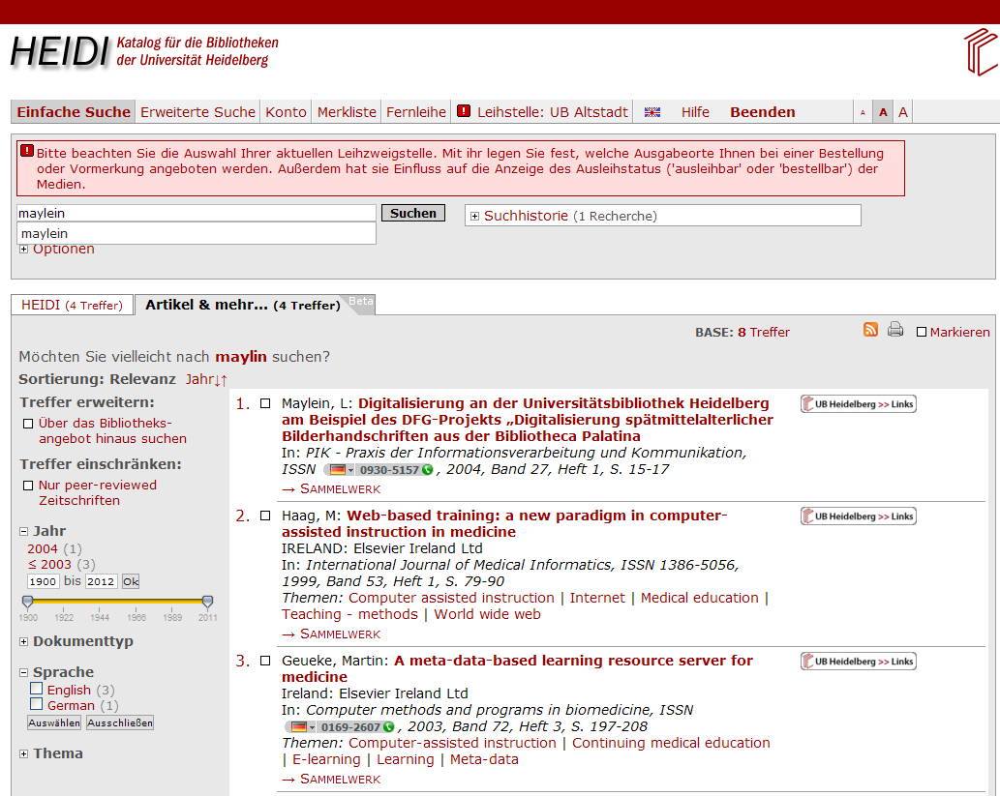 HEIDI Katalog für die Bibliotheken
der Universität Heidelberg
Einfache Suche Erweiterte Suche Konto Merkliste Fernleihe ! Leihstelle: UB Altstadt Hilfe Beenden A A A
! Bitte beachten Sie die Auswahl Ihrer aktuellen Leihzweigstelle. Mit ihr legen Sie fest, welche Ausgabeorte Ihnen bei einer Bestellung
oder Vormerkung angeboten werden. Außerdem hat sie Einfluss auf die Anzeige des Ausleihstatus ('ausleihbar' oder 'bestellbar') der
Medien.
maylein Suchen Suchhistorie (1 Recherche)
maylein
Optionen
HEIDI (4 Treffer) Artikel & mehr... (4 Treffer) Beta
BASE: 8 Treffer Markieren
Möchten Sie vielleicht nach maylin suchen?
Sortierung: Relevanz Jahr↓↑
Treffer erweitern:
Über das Bibliotheks-
angebot hinaus suchen
Treffer einschränken:
Nur peer-reviewed
Zeitschriften
Jahr
2004 (1)
≤ 2003 (3)
1900 bis 2012 Ok
1900 1922 1944 1966 1989 2011
Dokumenttyp
Sprache
English (3)
German (1)
Auswählen Ausschließen
Thema
1. Maylein, L: Digitalisierung an der Universitätsbibliothek Heidelberg
am Beispiel des DFG-Projekts „Digitalisierung spätmittelalterlicher
Bilderhandschriften aus der Bibliotheca Palatina
In: PIK - Praxis der Informationsverarbeitung und Kommunikation,
ISSN 0930-5157 , 2004, Band 27, Heft 1, S. 15-17
→ SAMMELWERK
UB Heidelberg >> Links
2. Haag, M: Web-based training: a new paradigm in computer-
assisted instruction in medicine
IRELAND: Elsevier Ireland Ltd
In: International Journal of Medical Informatics, ISSN 1386-5056,
1999, Band 53, Heft 1, S. 79-90
Themen: Computer assisted instruction | Internet | Medical education |
Teaching - methods | World wide web
→ SAMMELWERK
UB Heidelberg >> Links
3. Geueke, Martin: A meta-data-based learning resource server for
medicine
Ireland: Elsevier Ireland Ltd
In: Computer methods and programs in biomedicine, ISSN
0169-2607 , 2003, Band 72, Heft 3, S. 197-208
Themen: Computer-assisted instruction | Continuing medical education
| E-learning | Learning | Meta-data
→ SAMMELWERK
UB Heidelberg >> Links